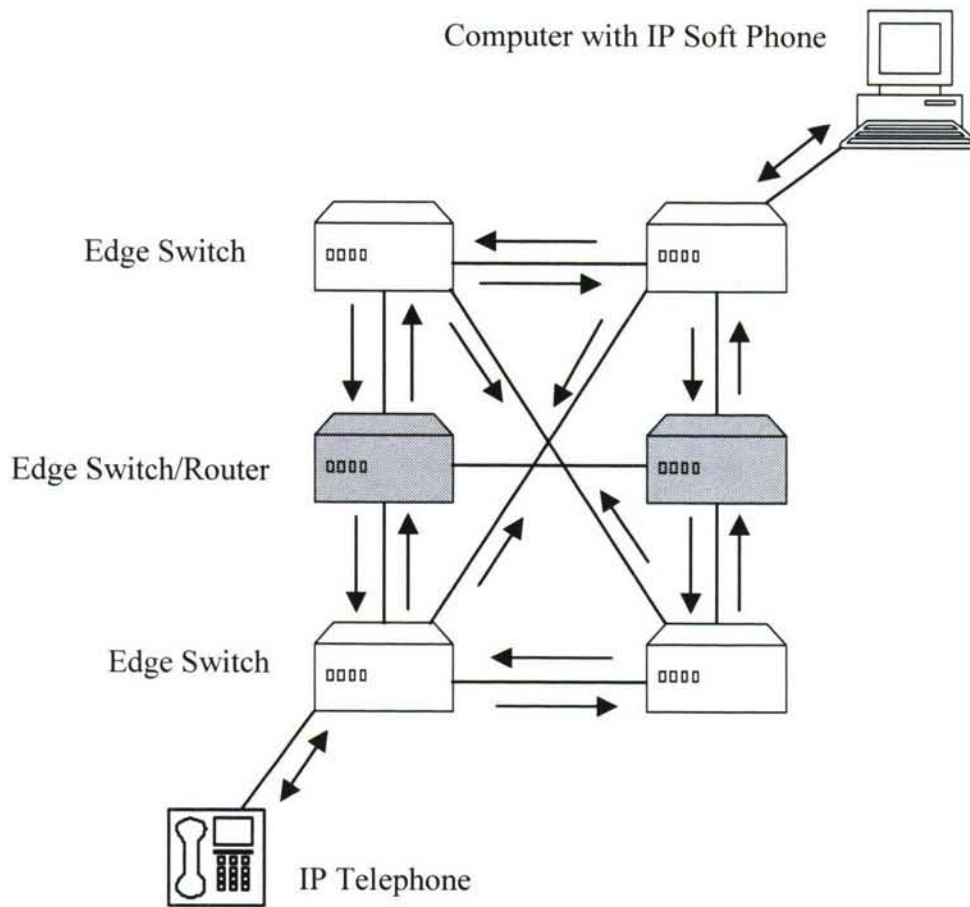 Computer with IP Soft Phone
Edge Switch
Edge Switch/Router
Edge Switch
IP Telephone